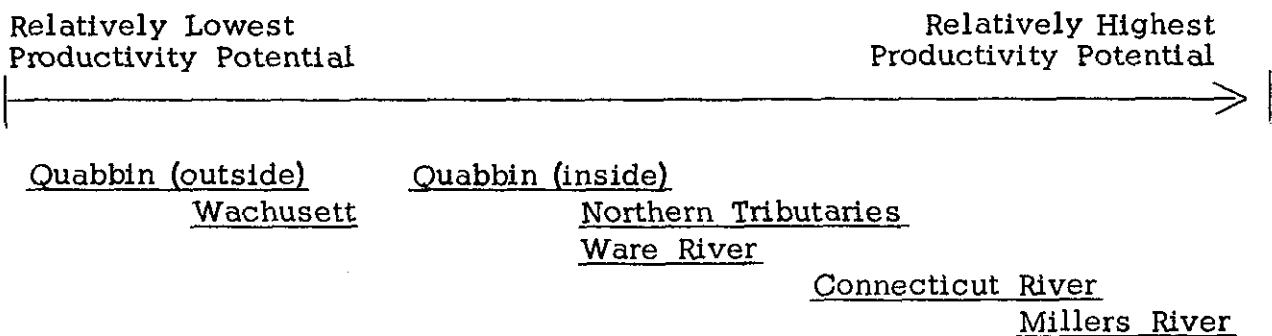 Relatively Lowest
Productivity Potential
Relatively Highest
Productivity Potential
Quabbin (outside) Quabbin (inside)
Wachusett Northern Tributaries
Ware River
Connecticut River
Millers River